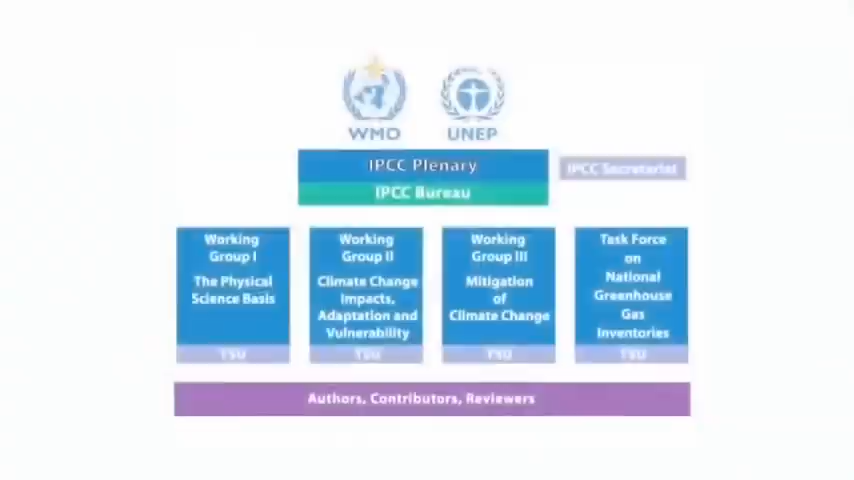 WMO
UNEP
IPCC Plenary
IPCC Secretariat
IPCC Bureau
Working
Group I
The Physical
Science Basis
TSU
Working
Group II
Climate Change
Impacts,
Adaptation and
Vulnerability
TSU
Working
Group III
Mitigation
of
Climate Change
TSU
Task Force
on
National
Greenhouse
Gas
Inventories
TSU
Authors, Contributors, Reviewers